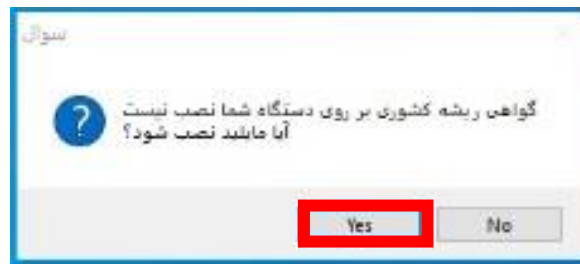 سوال
گواهی ریشه کشوری بر روی دستگاه شما نصب نیست
آیا مایلید نصب شود؟
Yes
No